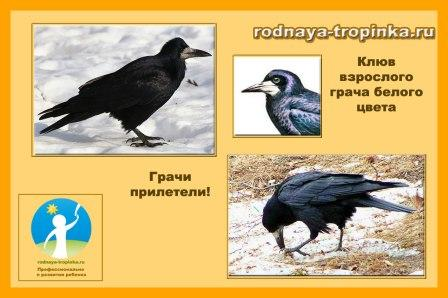 rodnaya-tropinka.ru
Клюв
взрослого
грача белого
цвета
Грачи
прилетели!
rodnaya-tropinka.ru
Профессионально
о развитии ребенка